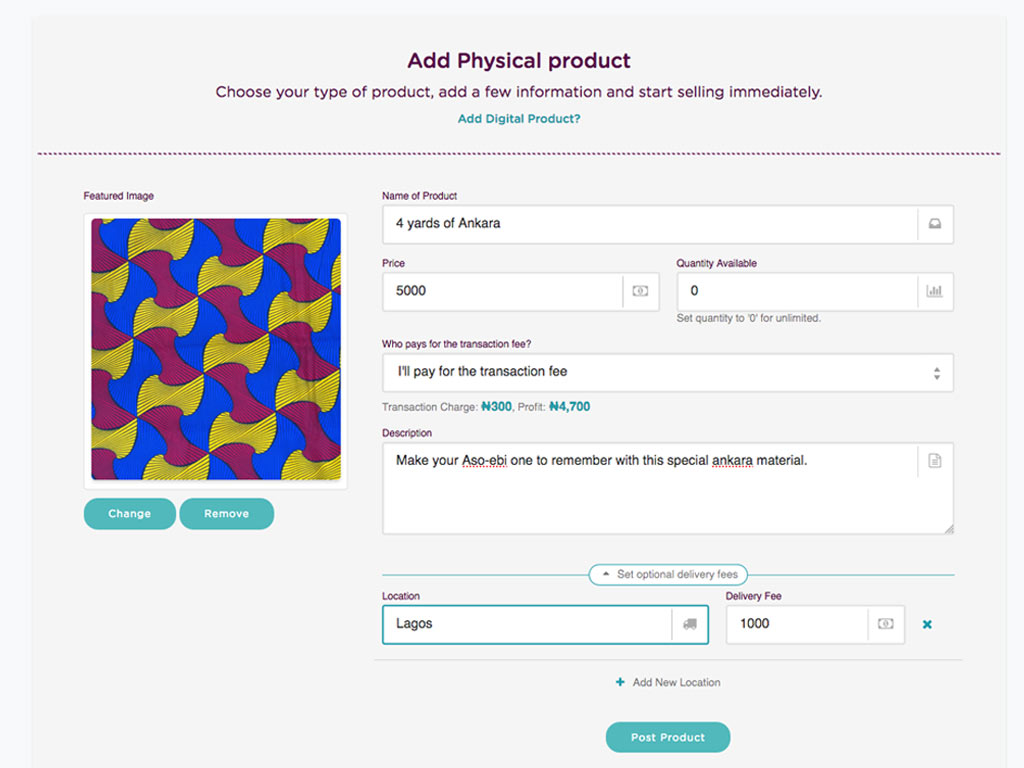 Add Physical product
Choose your type of product, add a few information and start selling immediately.
Add Digital Product?
Featured Image
Change
Remove
Name of Product
4 yards of Ankara
Price
5000
Quantity Available
0
Set quantity to '0' for unlimited.
Who pays for the transaction fee?
I'll pay for the transaction fee
Transaction Charge: ₦300, Profit: ₦4,700
Description
Make your Aso-ebi one to remember with this special ankara material.
Set optional delivery fees
Location
Lagos
Delivery Fee
1000
Add New Location
Post Product